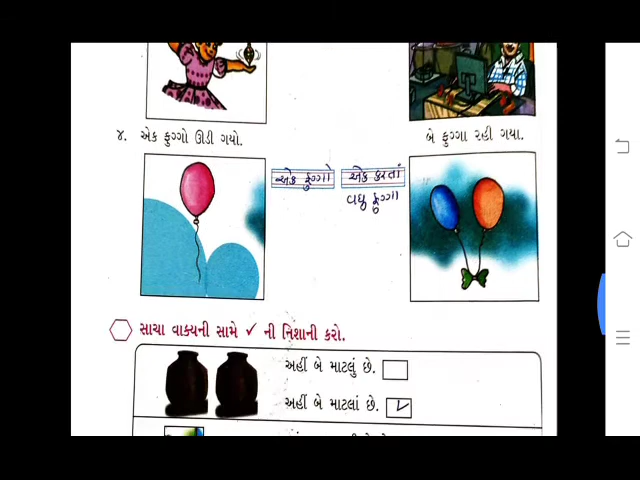 ૪. એક ફુગ્ગો ઊડી ગયો.
બે ફુગ્ગા રહી ગયા.
એક ફુગ્ગો
એક કરતાં
વધુ ફુગ્ગા
સાચા વાક્યની સામે ✓ ની નિશાની કરો.
અહીં બે માટલું છે.
અહીં બે માટલાં છે. ✓